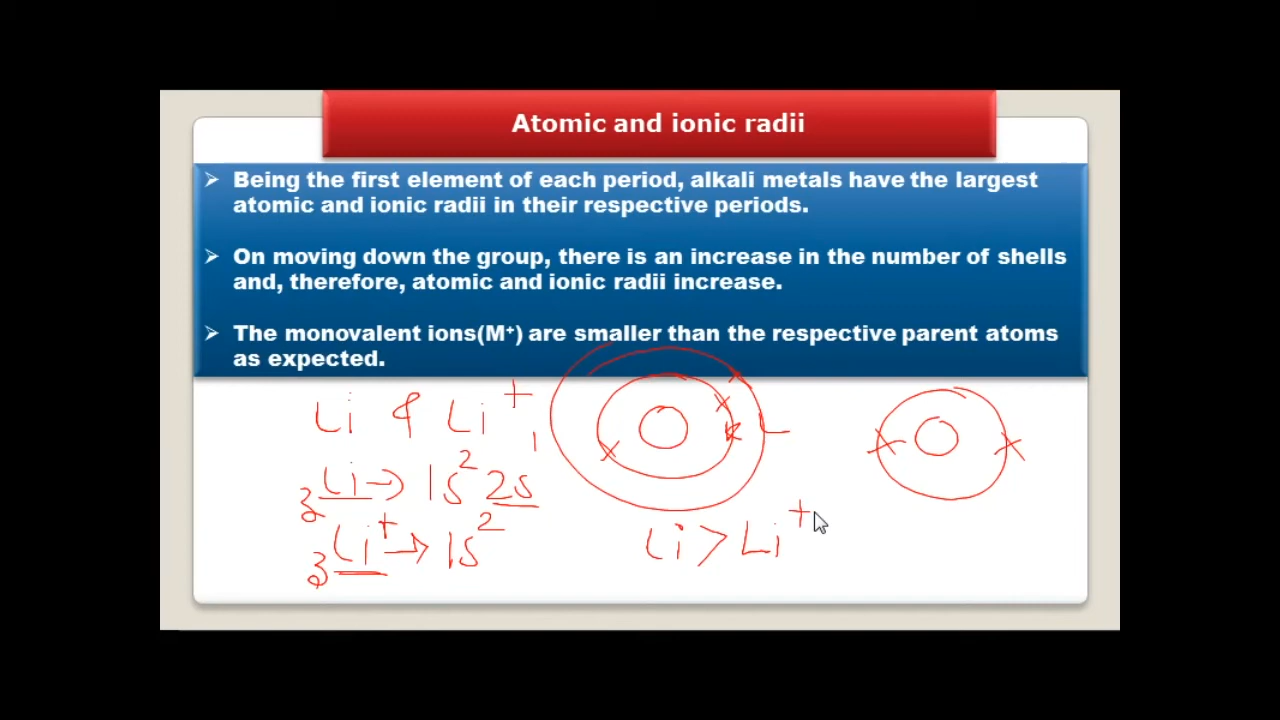 Atomic and ionic radii
➢ Being the first element of each period, alkali metals have the largest
atomic and ionic radii in their respective periods.
➢ On moving down the group, there is an increase in the number of shells
and, therefore, atomic and ionic radii increase.
➢ The monovalent ions(M⁺) are smaller than the respective parent atoms
as expected.
Li & Li⁺
K L
₃Li → 1s² 2s¹
₃Li⁺ → 1s²
Li > Li⁺